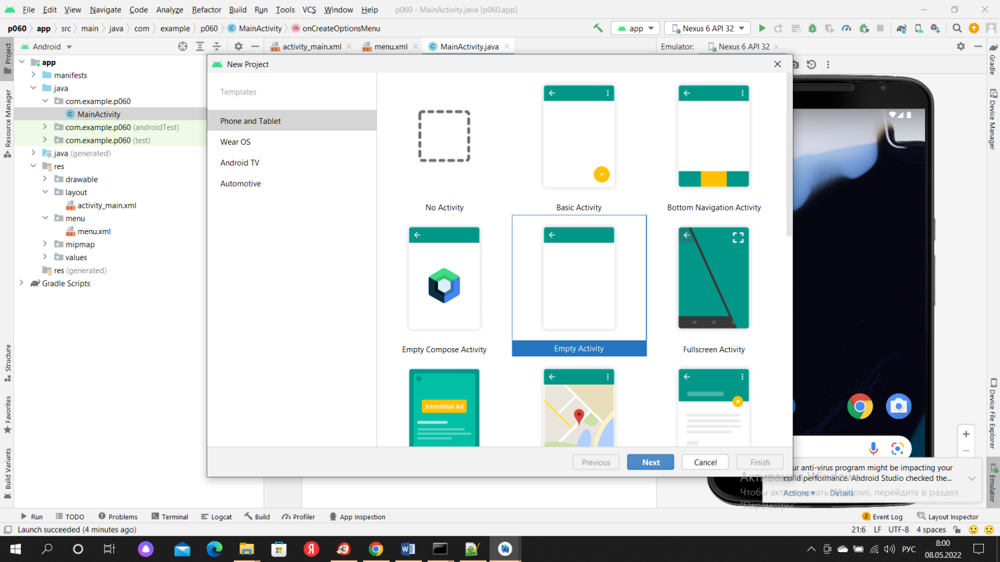 File Edit View Navigate Code Analyze Refactor Build Run Tools VCS Window Help p060 - MainActivity.java [p060.app]
p060 app src main java com example p060 MainActivity onCreateOptionsMenu app Nexus 6 API 32
Android activity_main.xml menu.xml MainActivity.java Emulator: Nexus 6 API 32
Project
Resource Manager
Structure
Favorites
Build Variants
app
manifests
java
com.example.p060
MainActivity
com.example.p060 (androidTest)
com.example.p060 (test)
java (generated)
res
drawable
layout
activity_main.xml
menu
menu.xml
mipmap
values
res (generated)
Gradle Scripts
New Project
Templates
Phone and Tablet
Wear OS
Android TV
Automotive
No Activity Basic Activity Bottom Navigation Activity
Empty Compose Activity Empty Activity Fullscreen Activity
Interstitial Ad
Previous Next Cancel Finish
Gradle
Device Manager
Device File Explorer
Emulator
ur anti-virus program might be impacting your
build performance. Android Studio checked the...
Actions Details
Активация Windows
Чтобы активировать Windows, перейдите в раздел
"Параметры
Run TODO Problems Terminal Logcat Build Profiler App Inspection 2 Event Log Layout Inspector
Launch succeeded (4 minutes ago) 21:6 LF UTF-8 4 spaces
РУС 8:00
08.05.2022